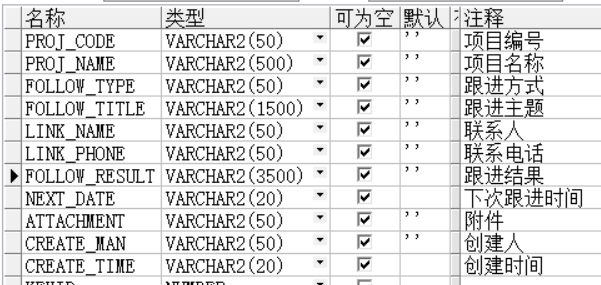 名称 类型 可为空 默认 注释
PROJ_CODE VARCHAR2(50) '' 项目编号
PROJ_NAME VARCHAR2(500) '' 项目名称
FOLLOW_TYPE VARCHAR2(50) '' 跟进方式
FOLLOW_TITLE VARCHAR2(1500) '' 跟进主题
LINK_NAME VARCHAR2(50) '' 联系人
LINK_PHONE VARCHAR2(50) '' 联系电话
FOLLOW_RESULT VARCHAR2(3500) '' 跟进结果
NEXT_DATE VARCHAR2(20) 下次跟进时间
ATTACHMENT VARCHAR2(50) '' 附件
CREATE_MAN VARCHAR2(50) '' 创建人
CREATE_TIME VARCHAR2(20) 创建时间